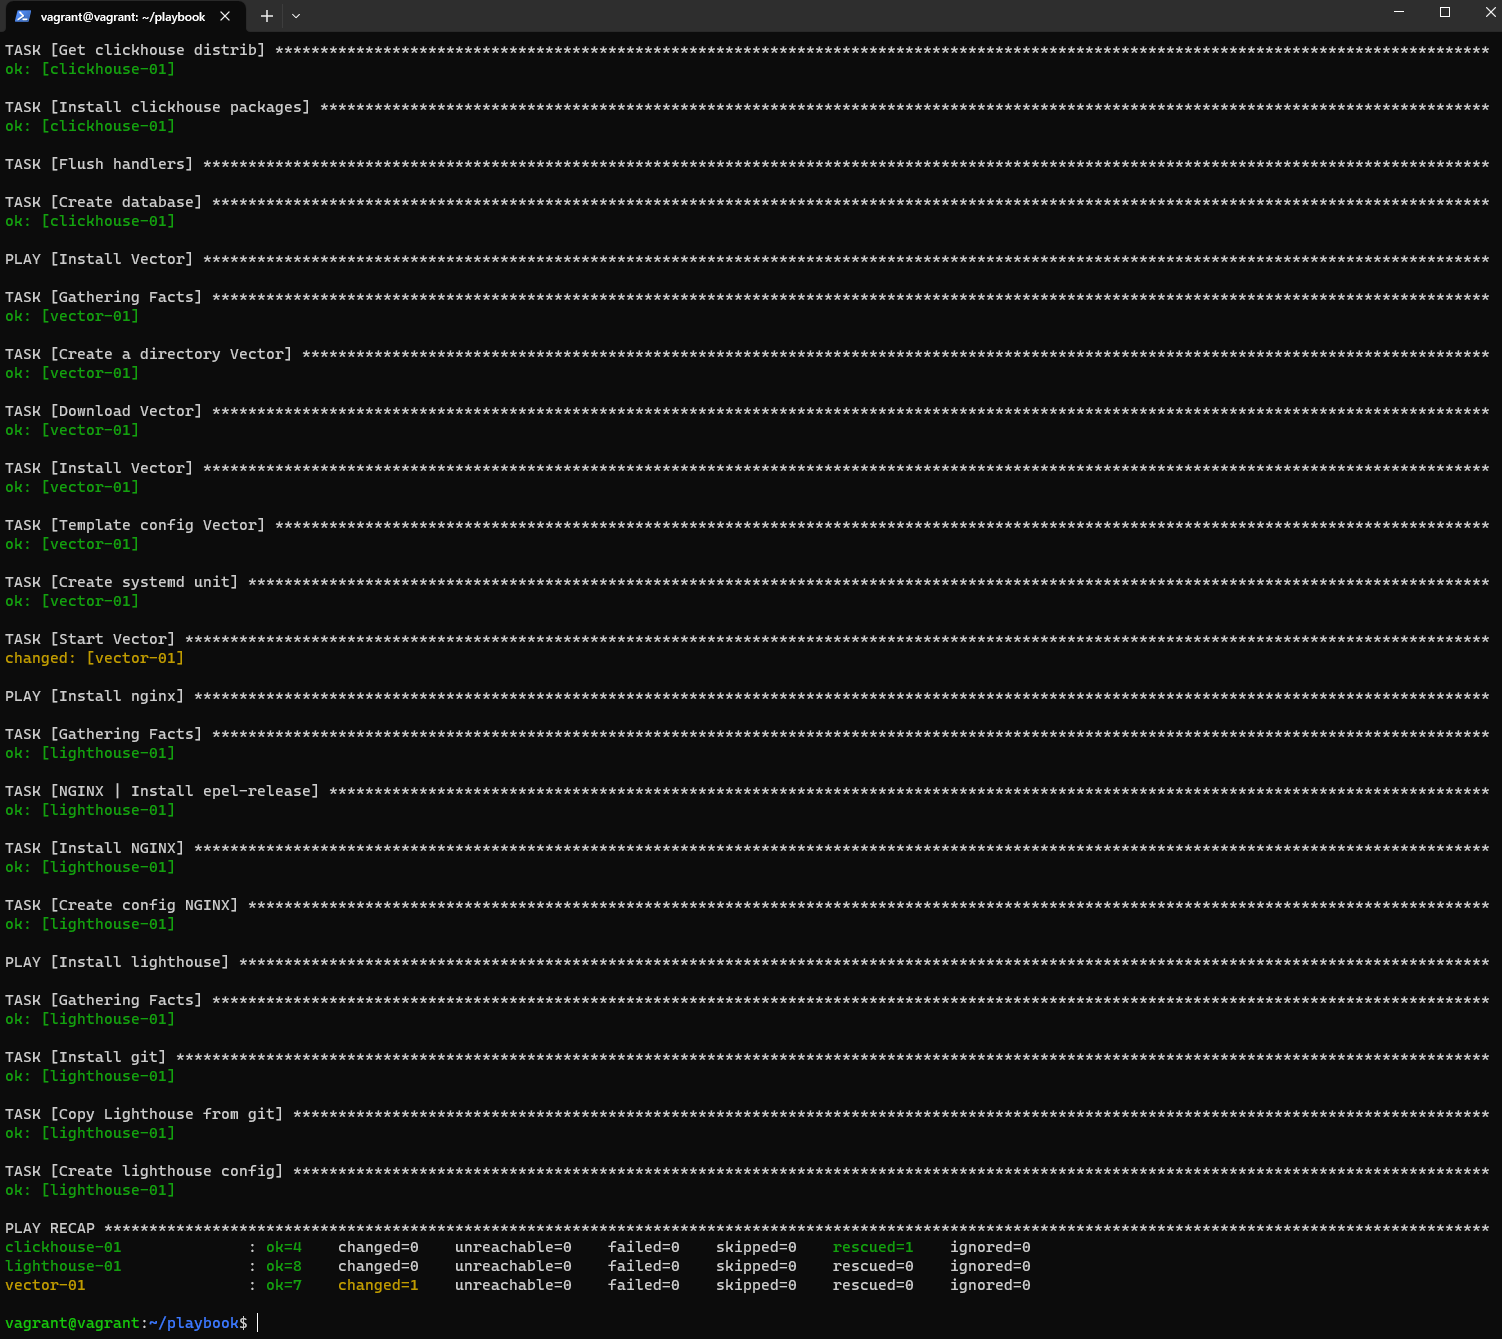 vagrant@vagrant: ~/playbook
TASK [Get clickhouse distrib] ***************************************************************************************************************************************
ok: [clickhouse-01]
TASK [Install clickhouse packages] **********************************************************************************************************************************
ok: [clickhouse-01]
TASK [Flush handlers] ***********************************************************************************************************************************************
TASK [Create database] **********************************************************************************************************************************************
ok: [clickhouse-01]
PLAY [Install Vector] ***********************************************************************************************************************************************
TASK [Gathering Facts] **********************************************************************************************************************************************
ok: [vector-01]
TASK [Create a directory Vector] ************************************************************************************************************************************
ok: [vector-01]
TASK [Download Vector] **********************************************************************************************************************************************
ok: [vector-01]
TASK [Install Vector] ***********************************************************************************************************************************************
ok: [vector-01]
TASK [Template config Vector] ***************************************************************************************************************************************
ok: [vector-01]
TASK [Create systemd unit] ******************************************************************************************************************************************
ok: [vector-01]
TASK [Start Vector] *************************************************************************************************************************************************
changed: [vector-01]
PLAY [Install nginx] ************************************************************************************************************************************************
TASK [Gathering Facts] **********************************************************************************************************************************************
ok: [lighthouse-01]
TASK [NGINX | Install epel-release] *********************************************************************************************************************************
ok: [lighthouse-01]
TASK [Install NGINX] ************************************************************************************************************************************************
ok: [lighthouse-01]
TASK [Create config NGINX] ******************************************************************************************************************************************
ok: [lighthouse-01]
PLAY [Install lighthouse] *******************************************************************************************************************************************
TASK [Gathering Facts] **********************************************************************************************************************************************
ok: [lighthouse-01]
TASK [Install git] **************************************************************************************************************************************************
ok: [lighthouse-01]
TASK [Copy Lighthouse from git] *************************************************************************************************************************************
ok: [lighthouse-01]
TASK [Create lighthouse config] *************************************************************************************************************************************
ok: [lighthouse-01]
PLAY RECAP **********************************************************************************************************************************************************
clickhouse-01 : ok=4 changed=0 unreachable=0 failed=0 skipped=0 rescued=1 ignored=0
lighthouse-01 : ok=8 changed=0 unreachable=0 failed=0 skipped=0 rescued=0 ignored=0
vector-01 : ok=7 changed=1 unreachable=0 failed=0 skipped=0 rescued=0 ignored=0
vagrant@vagrant:~/playbook$